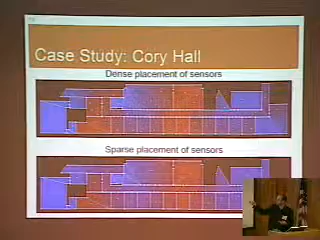 Case Study: Cory Hall
Dense placement of sensors
Sparse placement of sensors